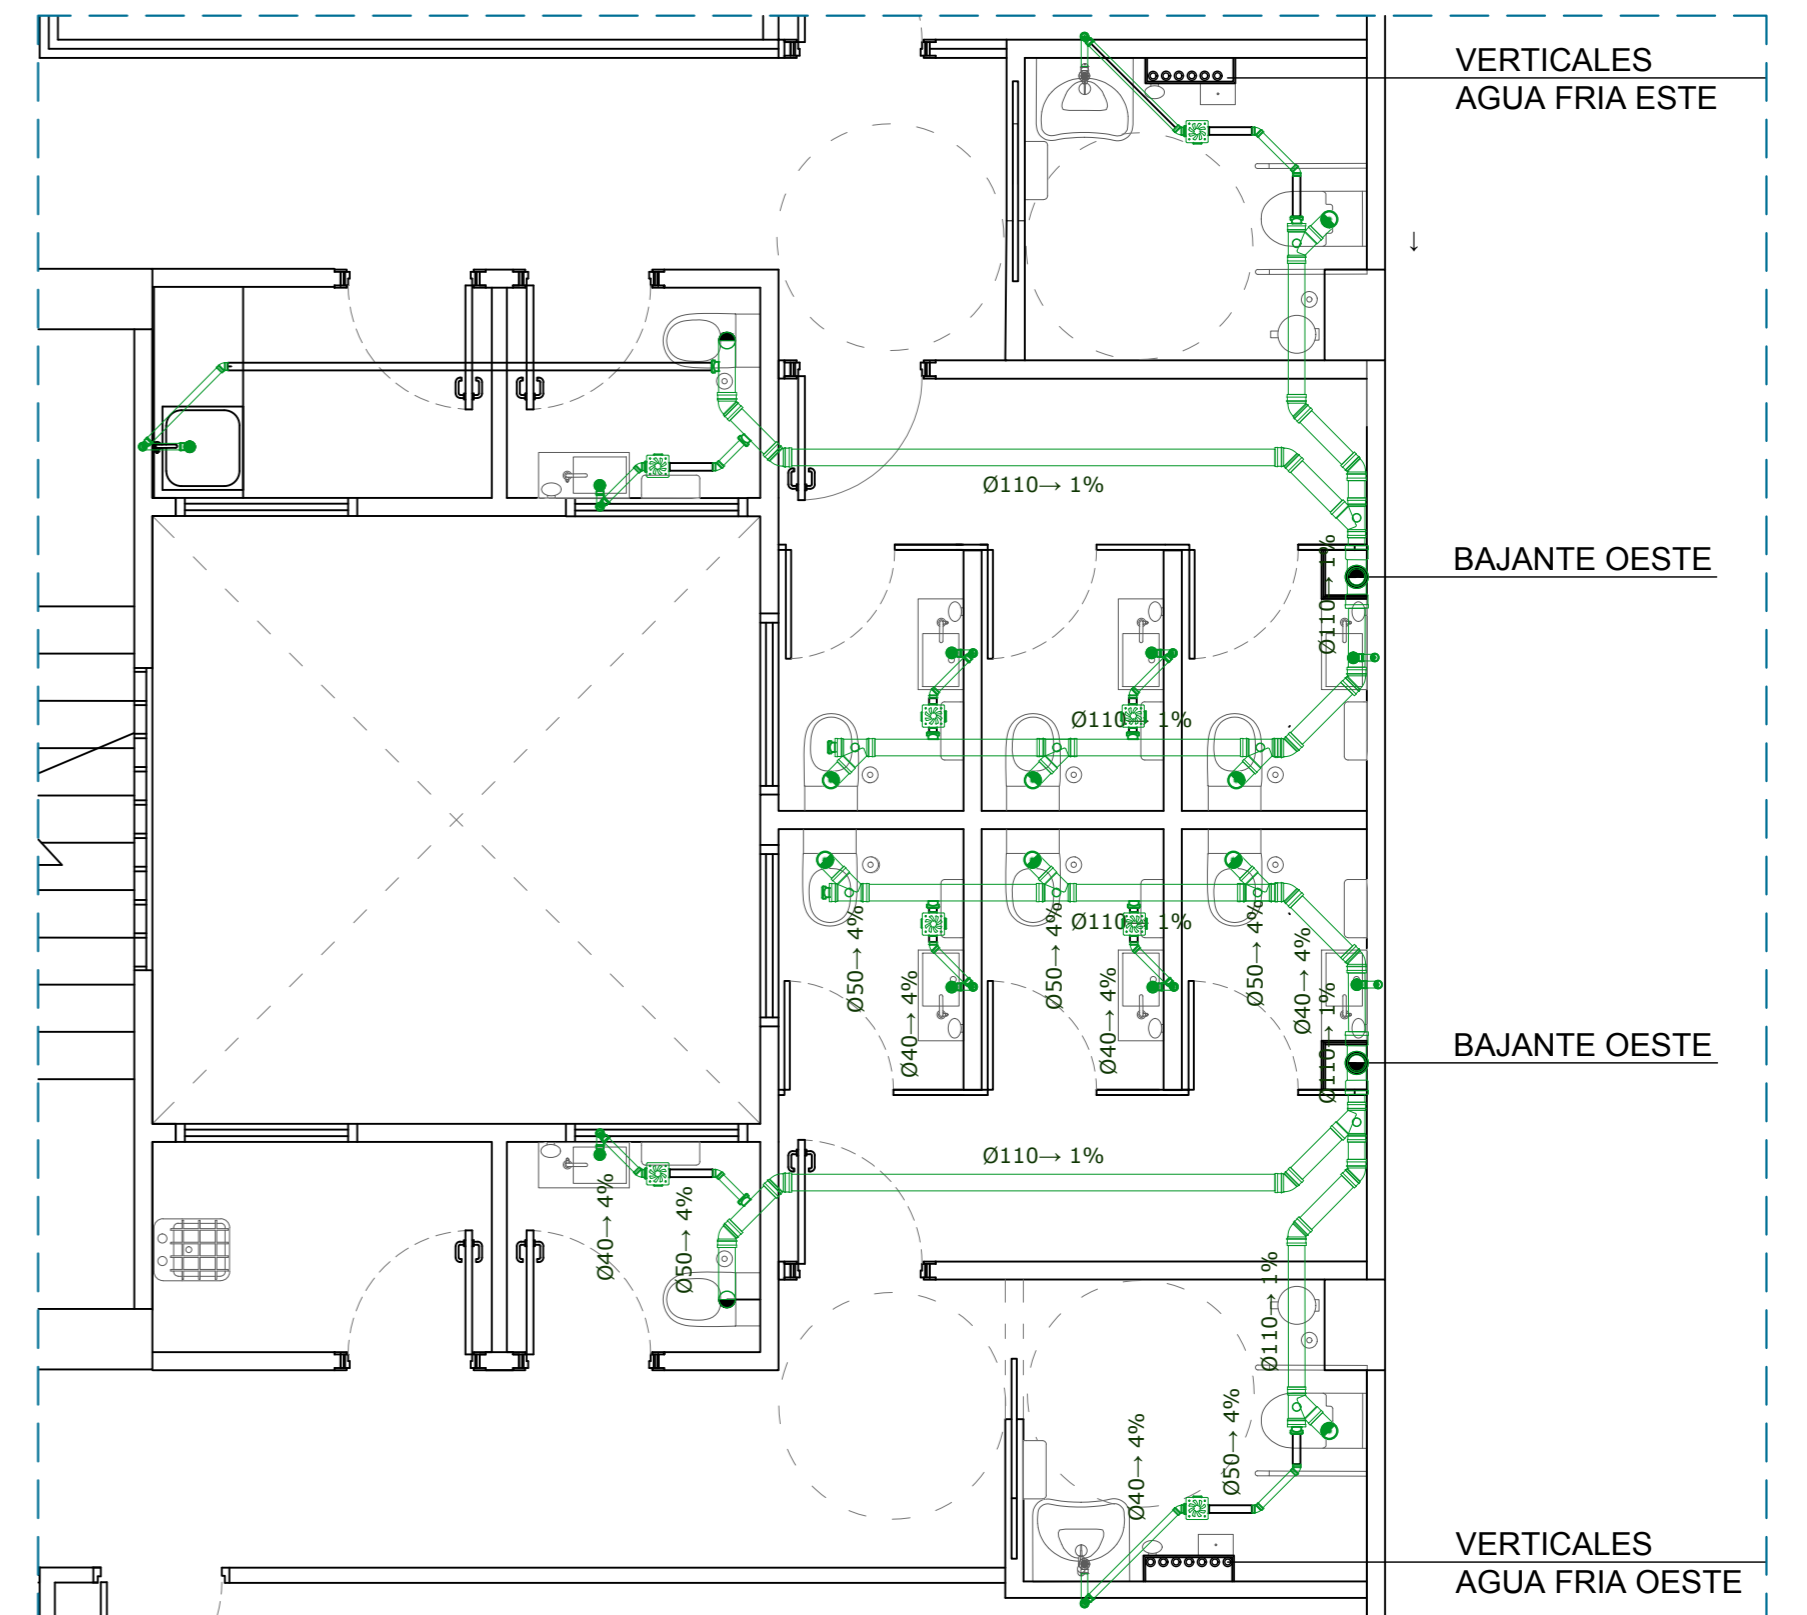 VERTICALES
AGUA FRIA ESTE
↓
Ø110→ 1%
BAJANTE OESTE
Ø110→ 1%
Ø110→ 1%
Ø110→ 1%
Ø50→ 4%
Ø40→ 4%
Ø50→ 4%
Ø40→ 4%
Ø50→ 4%
Ø40→ 4%
Ø110→ 1%
BAJANTE OESTE
Ø110→ 1%
Ø40→ 4%
Ø50→ 4%
Ø110→ 1%
Ø40→ 4%
Ø50→ 4%
VERTICALES
AGUA FRIA OESTE